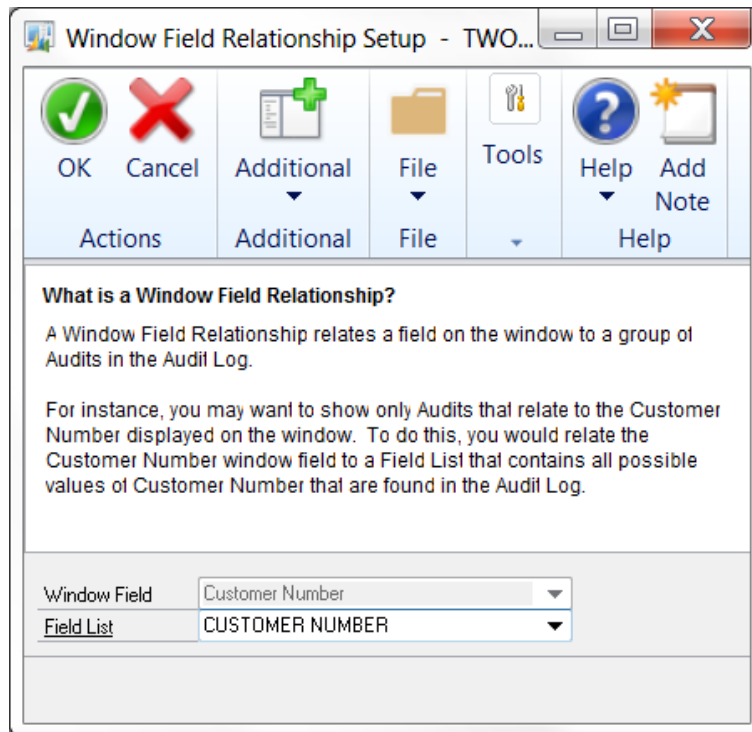 Window Field Relationship Setup - TWO...
OK Cancel Additional File Tools Help Add Note
Actions Additional File Help
What is a Window Field Relationship?
A Window Field Relationship relates a field on the window to a group of
Audits in the Audit Log.
For instance, you may want to show only Audits that relate to the Customer
Number displayed on the window. To do this, you would relate the
Customer Number window field to a Field List that contains all possible
values of Customer Number that are found in the Audit Log.
Window Field Customer Number
Field List CUSTOMER NUMBER